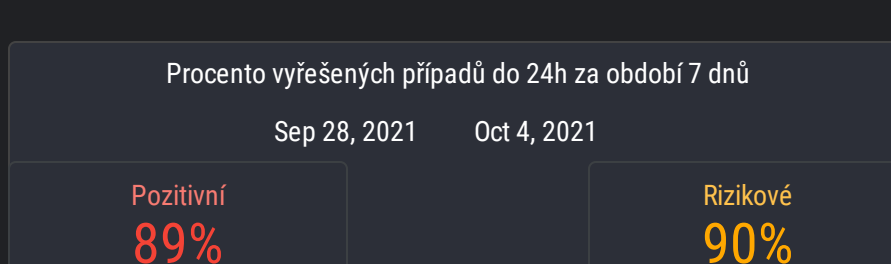 Procento vyřešených případů do 24h za období 7 dnů
Sep 28, 2021 Oct 4, 2021
Pozitivní Rizikové
89% 90%